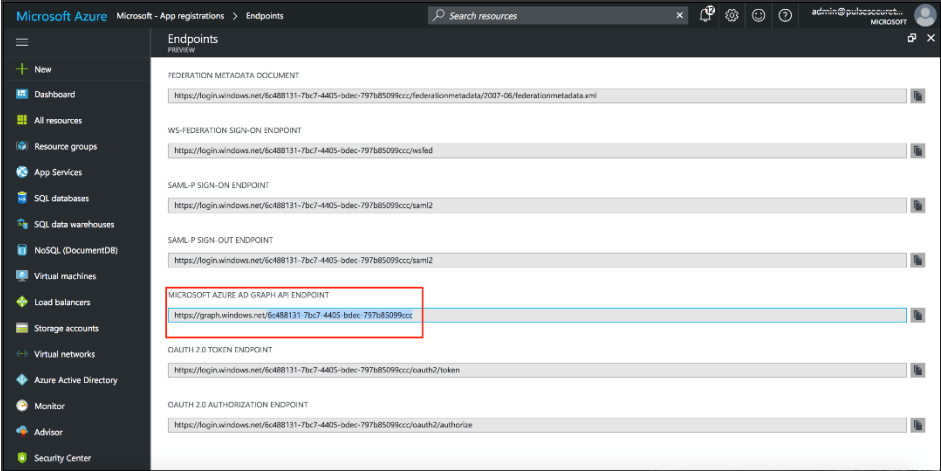 Microsoft Azure Microsoft - App registrations > Endpoints
Search resources
12
admin@pulsesecuret...
MICROSOFT
Endpoints
PREVIEW
New
Dashboard
All resources
Resource groups
App Services
SQL databases
SQL data warehouses
NoSQL (DocumentDB)
Virtual machines
Load balancers
Storage accounts
Virtual networks
Azure Active Directory
Monitor
Advisor
Security Center
FEDERATION METADATA DOCUMENT
https://login.windows.net/6c488131-7bc7-4405-bdec-797b85099ccc/federationmetadata/2007-06/federationmetadata.xml
WS-FEDERATION SIGN-ON ENDPOINT
https://login.windows.net/6c488131-7bc7-4405-bdec-797b85099ccc/wsfed
SAML-P SIGN-ON ENDPOINT
https://login.windows.net/6c488131-7bc7-4405-bdec-797b85099ccc/saml2
SAML-P SIGN-OUT ENDPOINT
https://login.windows.net/6c488131-7bc7-4405-bdec-797b85099ccc/saml2
MICROSOFT AZURE AD GRAPH API ENDPOINT
https://graph.windows.net/6c488131-7bc7-4405-bdec-797b85099ccc
OAUTH 2.0 TOKEN ENDPOINT
https://login.windows.net/6c488131-7bc7-4405-bdec-797b85099ccc/oauth2/token
OAUTH 2.0 AUTHORIZATION ENDPOINT
https://login.windows.net/6c488131-7bc7-4405-bdec-797b85099ccc/oauth2/authorize